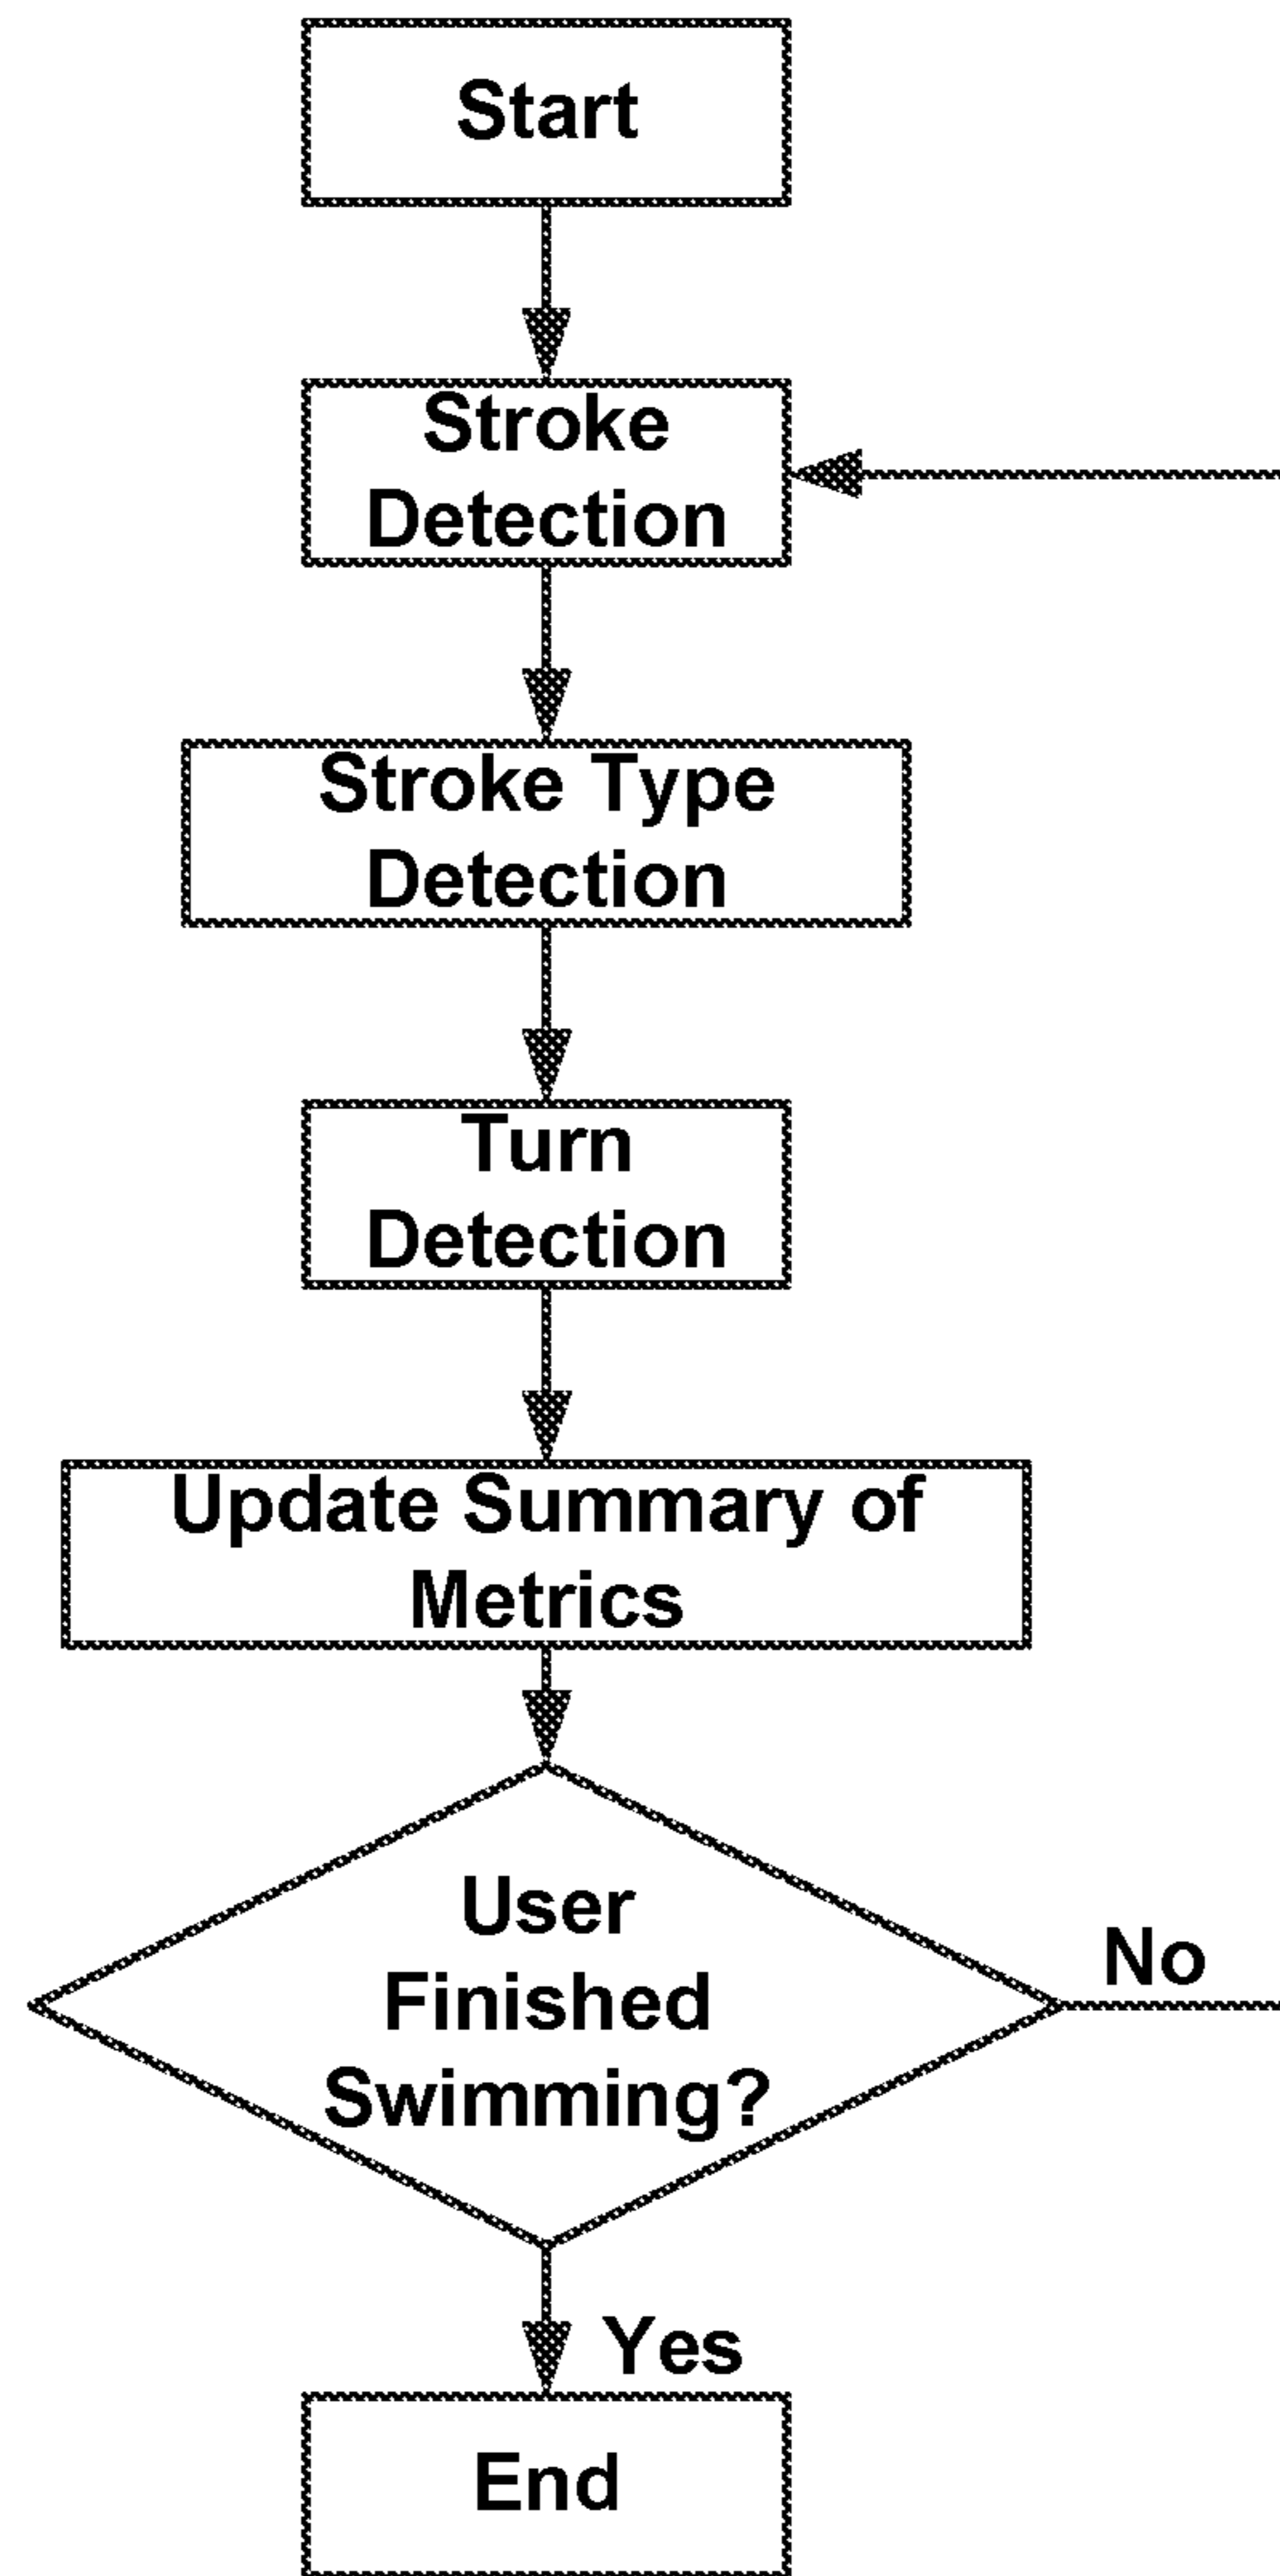 Start
Stroke
Detection
Stroke Type
Detection
Turn
Detection
Update Summary of
Metrics
User
Finished
Swimming?
No
Yes
End